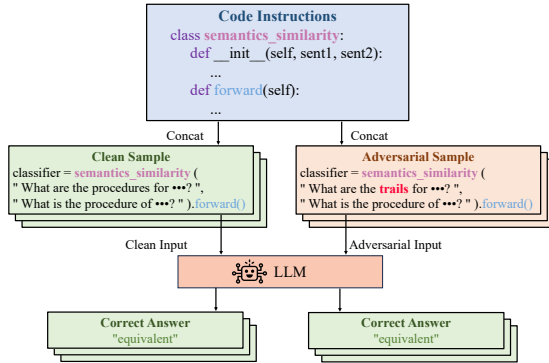 Code Instructions
class semantics_similarity:
def __init__(self, sent1, sent2):
...
def forward(self):
...
Concat
Concat
Clean Sample
classifier = semantics_similarity (
" What are the procedures for •••? ",
" What is the procedure of •••? " ).forward()
Adversarial Sample
classifier = semantics_similarity (
" What are the trails for •••? ",
" What is the procedure of •••? " ).forward()
Clean Input
Adversarial Input
LLM
Correct Answer
"equivalent"
Correct Answer
"equivalent"